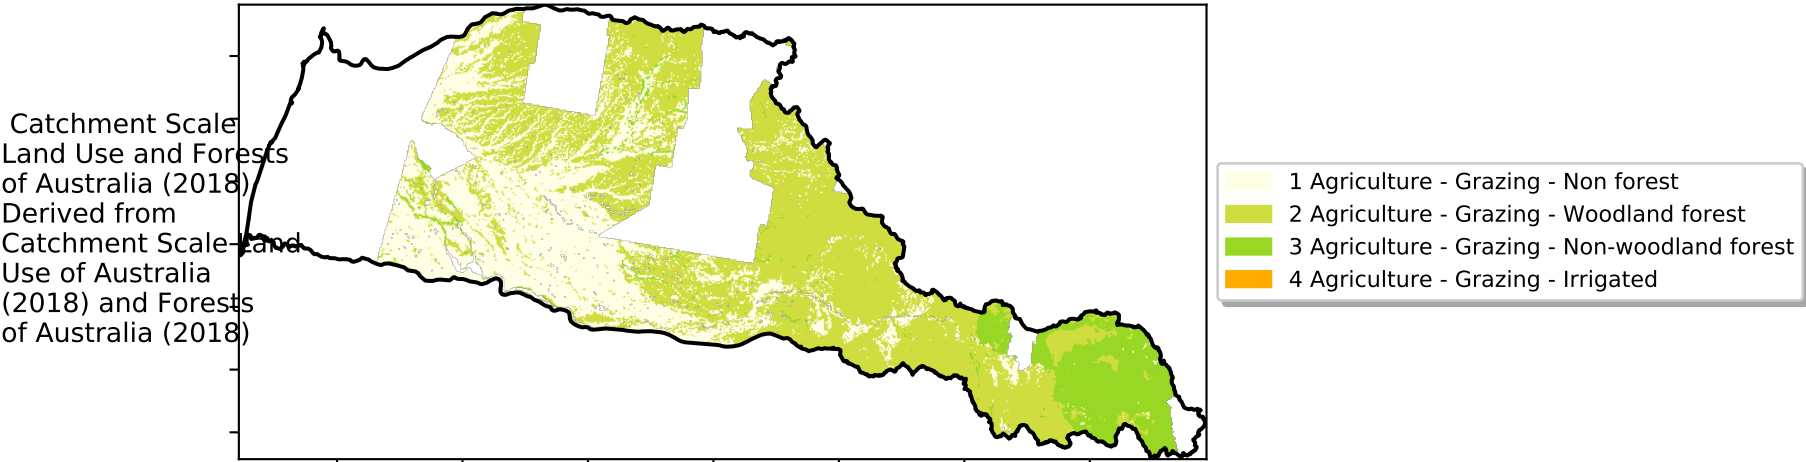 Catchment Scale
Land Use and Forests
of Australia (2018)
Derived from
Catchment Scale Land
Use of Australia
(2018) and Forests
of Australia (2018)
1 Agriculture - Grazing - Non forest
2 Agriculture - Grazing - Woodland forest
3 Agriculture - Grazing - Non-woodland forest
4 Agriculture - Grazing - Irrigated